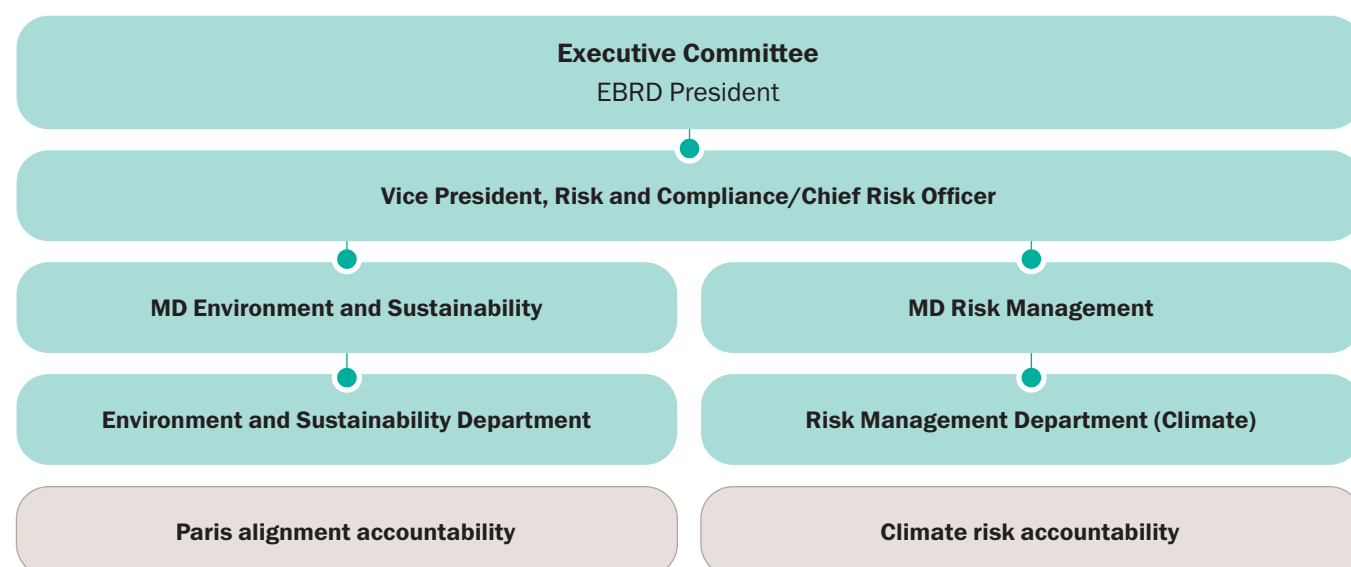 Executive Committee
EBRD President
Vice President, Risk and Compliance/Chief Risk Officer
MD Environment and Sustainability
MD Risk Management
Environment and Sustainability Department
Risk Management Department (Climate)
Paris alignment accountability
Climate risk accountability